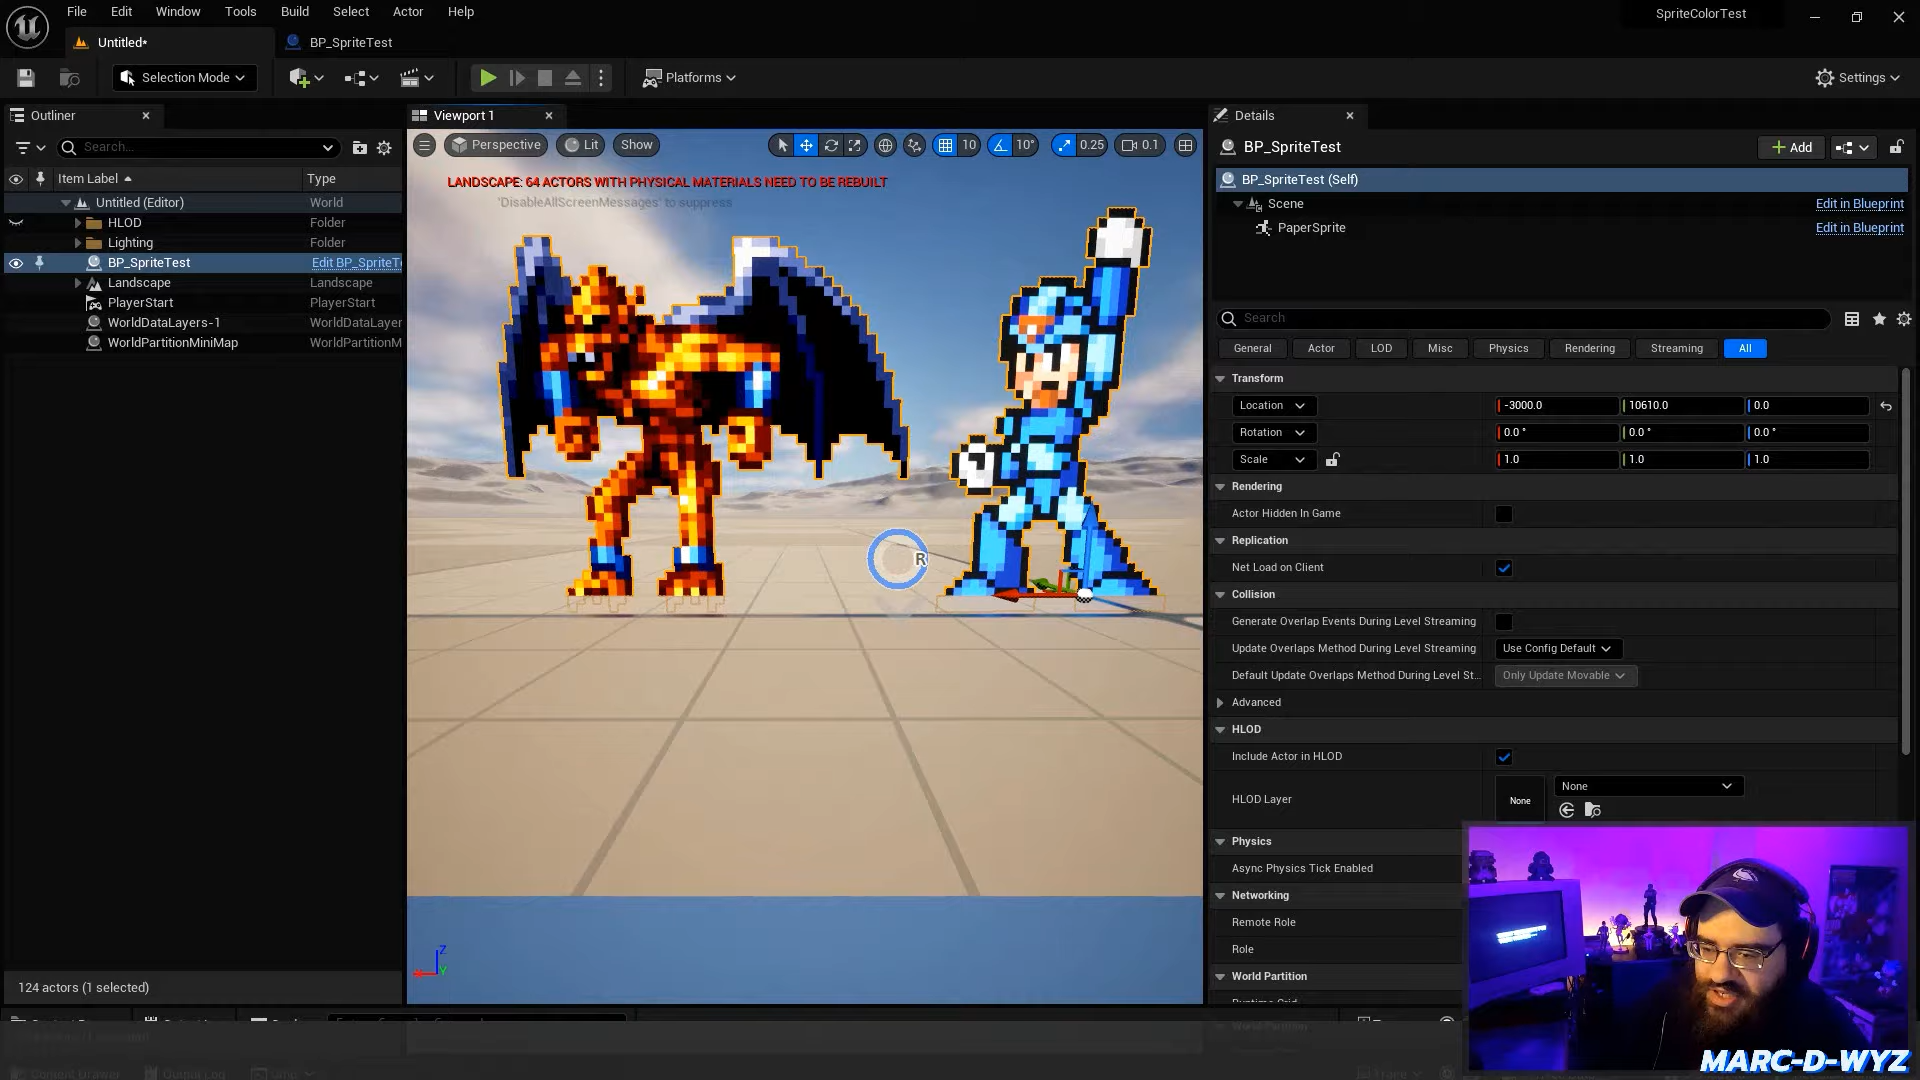 File Edit Window Tools Build Select Actor Help
SpriteColorTest
Untitled*
BP_SpriteTest
Selection Mode
Platforms
Settings
Outliner
Search...
Item Label
Type
Untitled (Editor)
World
HLOD
Folder
Lighting
Folder
BP_SpriteTest
Edit BP_SpriteT
Landscape
Landscape
PlayerStart
PlayerStart
WorldDataLayers-1
WorldDataLayer
WorldPartitionMiniMap
WorldPartitionM
124 actors (1 selected)
Viewport 1
Perspective
Lit
Show
10
10°
0.25
0.1
LANDSCAPE: 64 ACTORS WITH PHYSICAL MATERIALS NEED TO BE REBUILT
'DisableAllScreenMessages' to suppress
R
Z
Y
Details
BP_SpriteTest
Add
BP_SpriteTest (Self)
Scene
Edit in Blueprint
PaperSprite
Edit in Blueprint
Search
General
Actor
LOD
Misc
Physics
Rendering
Streaming
All
Transform
Location
-3000.0
10610.0
0.0
Rotation
0.0 °
0.0 °
0.0 °
Scale
1.0
1.0
1.0
Rendering
Actor Hidden In Game
Replication
Net Load on Client
Collision
Generate Overlap Events During Level Streaming
Update Overlaps Method During Level Streaming
Use Config Default
Default Update Overlaps Method During Level St...
Only Update Movable
Advanced
HLOD
Include Actor in HLOD
HLOD Layer
None
None
Physics
Async Physics Tick Enabled
Networking
Remote Role
Role
World Partition
MARC-D-WYZ